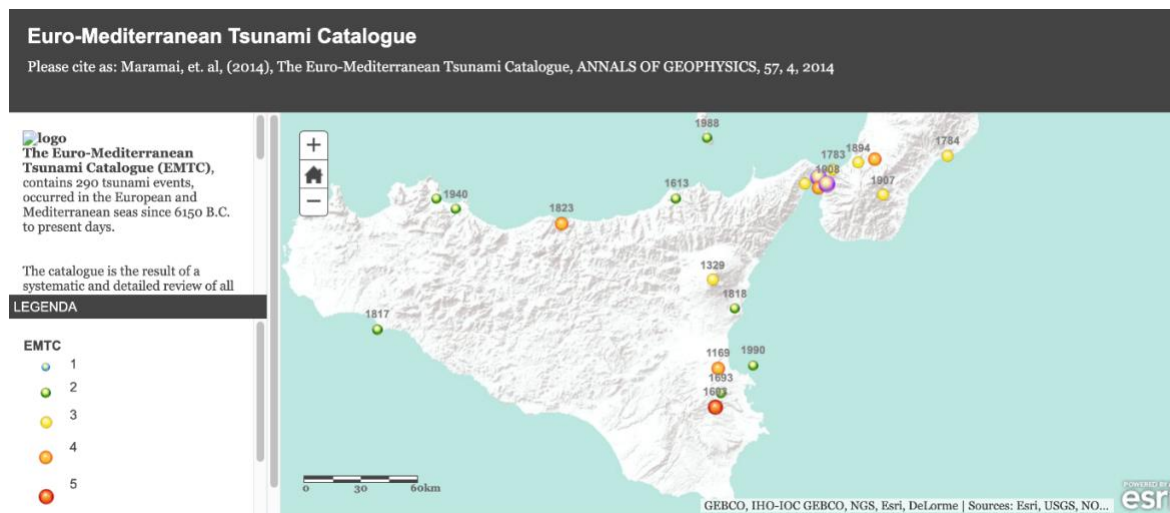 Euro-Mediterranean Tsunami Catalogue
Please cite as: Maramai, et. al, (2014), The Euro-Mediterranean Tsunami Catalogue, ANNALS OF GEOPHYSICS, 57, 4, 2014
logo
The Euro-Mediterranean
Tsunami Catalogue (EMTC),
contains 290 tsunami events,
occurred in the European and
Mediterranean seas since 6150 B.C.
to present days.
The catalogue is the result of a
systematic and detailed review of all
LEGENDA
EMTC
1
2
3
4
5
+
−
1988
1784
1783
1894
1908
1907
1940
1613
1823
1329
1818
1817
1169
1990
1693
0 30 60km
GEBCO, IHO-IOC GEBCO, NGS, Esri, DeLorme | Sources: Esri, USGS, NO...
POWERED BY
esri